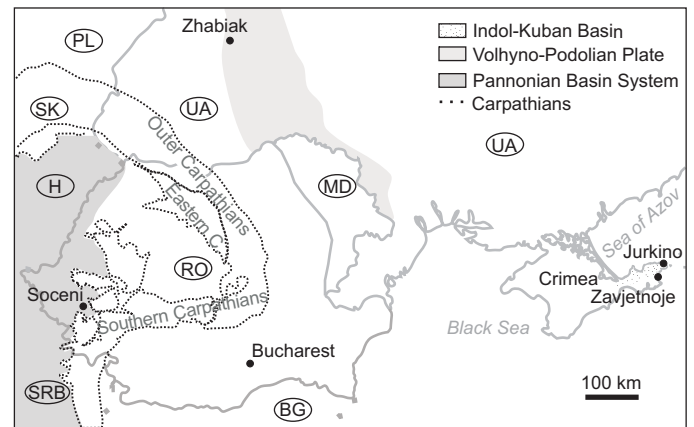 PL
Zhabiak
Indol-Kuban Basin
Volhyno-Podolian Plate
Pannonian Basin System
Carpathians
SK
UA
Outer Carpathians
UA
H
Eastern C.
MD
Sea of Azov
RO
Jurkino
Soceni
Crimea
Zavjetnoje
Southern Carpathians
Black Sea
Bucharest
SRB
BG
100 km